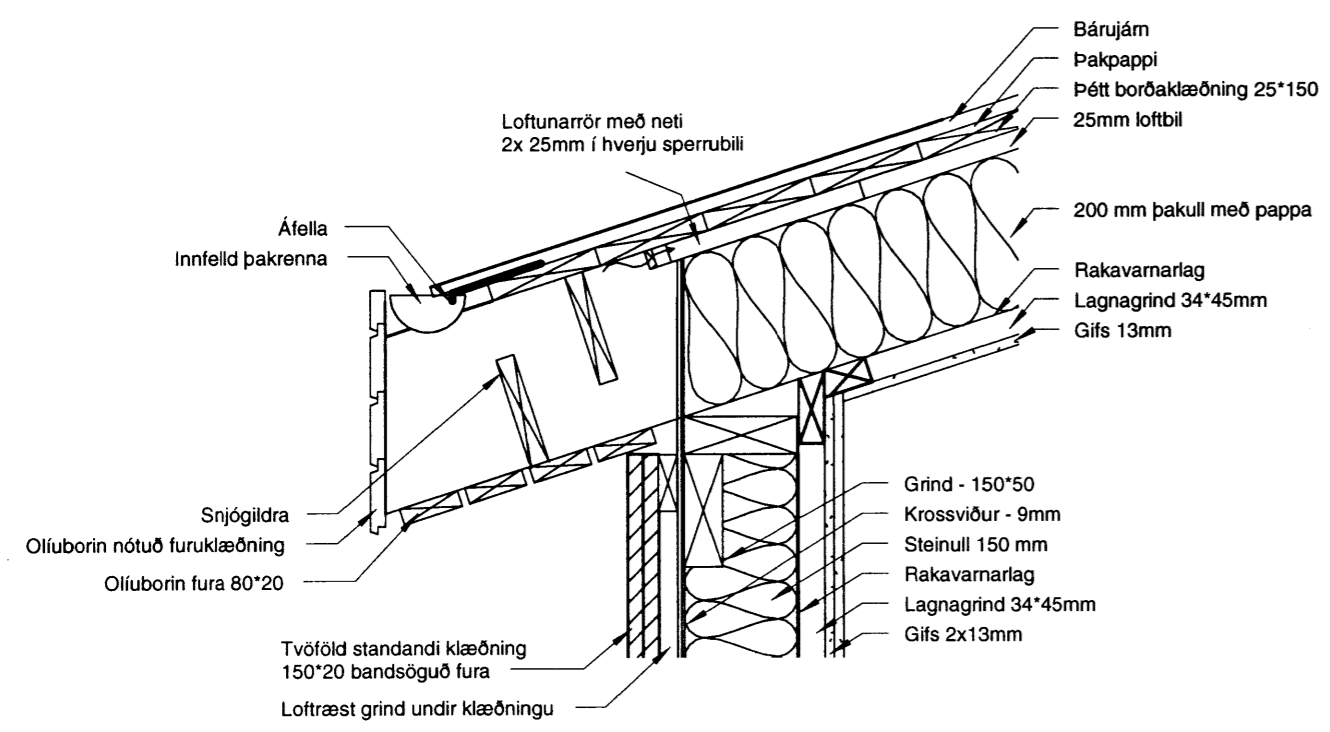 Bárujárn
Þakpappi
Þétt borðaklæðning 25*150
25mm loftbil
Loftunarrör með neti
2x 25mm í hverju sperrubili
200 mm þakull með pappa
Áfella
Innfelld þakrenna
Rakavarnarlag
Lagnagrind 34*45mm
Gifs 13mm
Snjógildra
Olíuborin nótuð furuklæðning
Olíuborin fura 80*20
Grind - 150*50
Krossviður - 9mm
Steinull 150 mm
Rakavarnarlag
Lagnagrind 34*45mm
Gifs 2x13mm
Tvöföld standandi klæðning
150*20 bandsöguð fura
Loftræst grind undir klæðningu